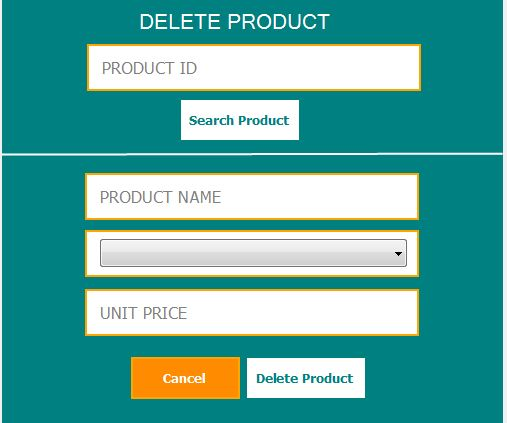 DELETE PRODUCT
PRODUCT ID
Search Product
PRODUCT NAME
UNIT PRICE
Cancel
Delete Product